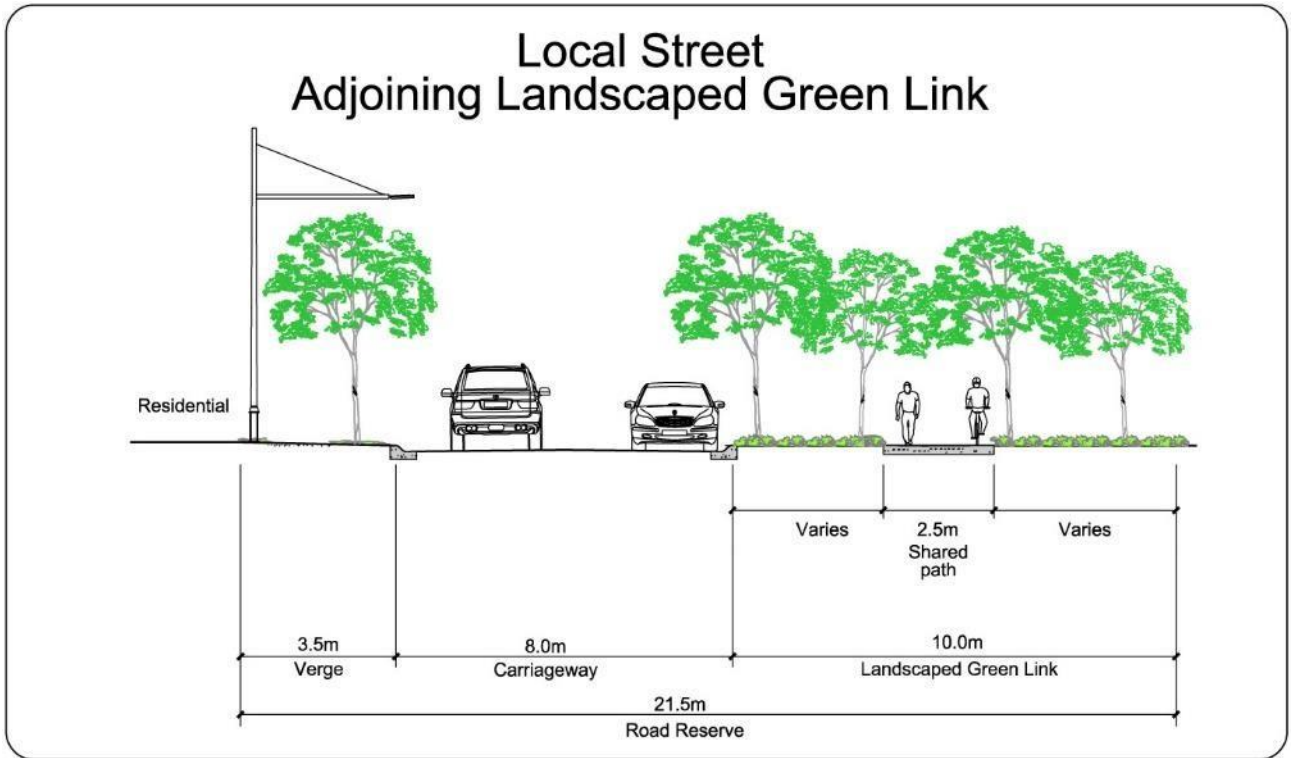 Local Street
Adjoining Landscaped Green Link
Residential
Varies
2.5m
Shared
path
Varies
3.5m
Verge
8.0m
Carriageway
10.0m
Landscaped Green Link
21.5m
Road Reserve